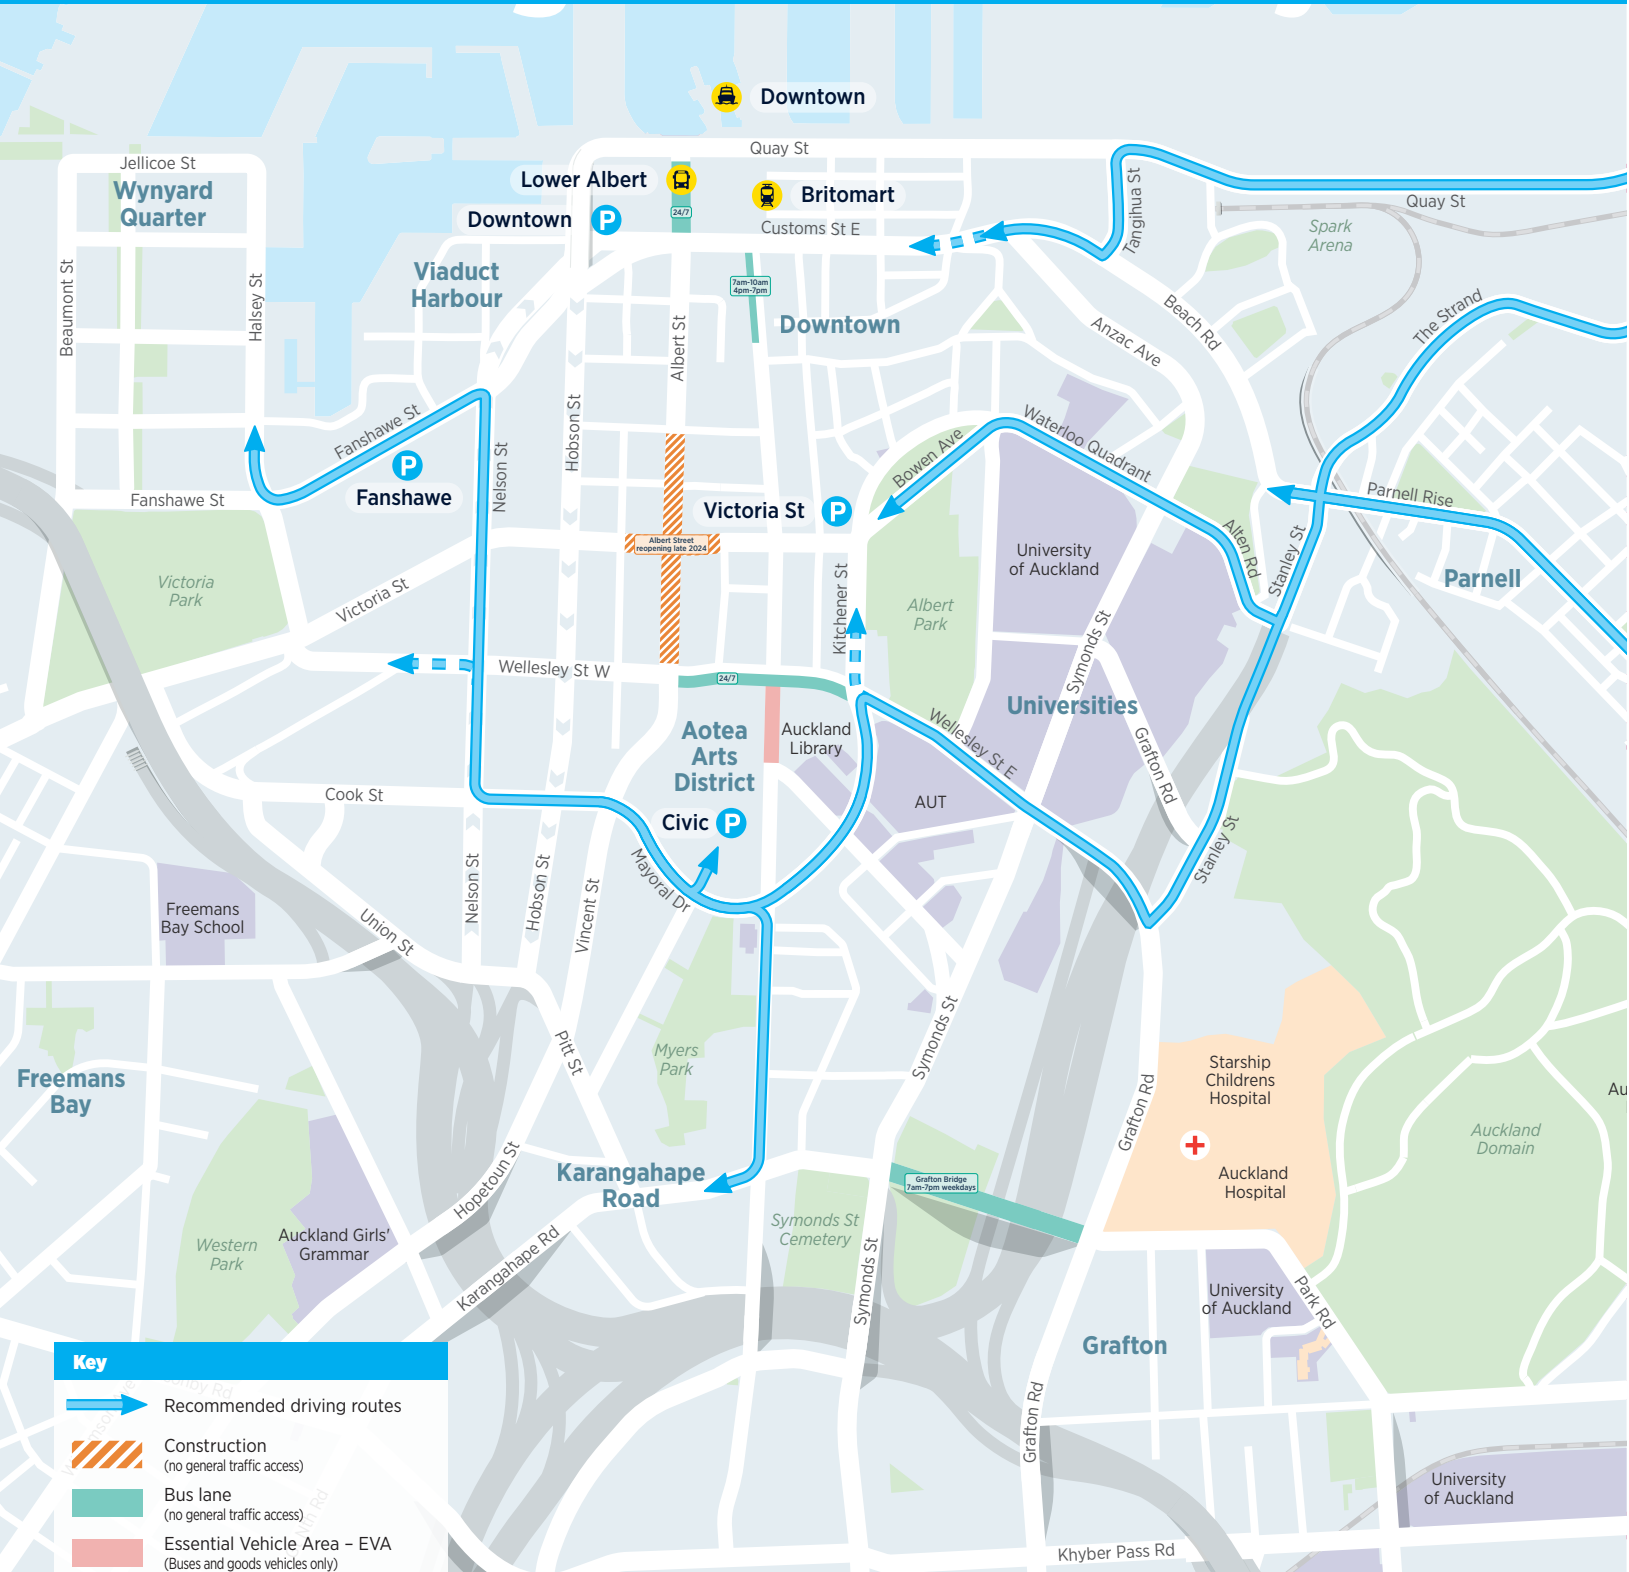 Downtown
Jellicoe St
Quay St
Wynyard
Quarter
Lower Albert
24/7
Britomart
Downtown
P
Customs St E
Tangihua St
Quay St
Spark
Arena
Viaduct
Harbour
7am-10am
4pm-7pm
Downtown
Beaumont St
Halsey St
Albert St
Anzac Ave
Beach Rd
The Strand
Fanshawe St
Hobson St
Nelson St
Bowen Ave
Waterloo Quadrant
P
Fanshawe
Fanshawe St
Victoria St
P
Parnell Rise
Albert Street
reopening late 2024
Alten Rd
Stanley St
University
of Auckland
Parnell
Victoria
Park
Victoria St
Kitchener St
Albert
Park
Symonds St
Wellesley St W
24/7
Universities
Aotea
Arts
District
Auckland
Library
Wellesley St E
Grafton Rd
Cook St
AUT
Civic
P
Stanley St
Mayoral Dr
Nelson St
Hobson St
Vincent St
Freemans
Bay School
Union St
Symonds St
Pitt St
Myers
Park
Freemans
Bay
Starship
Childrens
Hospital
Grafton Rd
Au
Auckland
Domain
Auckland
Hospital
Hopetoun St
Karangahape
Road
Grafton Bridge
7am-7pm weekdays
Symonds St
Cemetery
Auckland Girls'
Grammar
Western
Park
Karangahape Rd
Symonds St
University
of Auckland
Park Rd
Grafton
Grafton Rd
University
of Auckland
Khyber Pass Rd
Key
Recommended driving routes
Construction
(no general traffic access)
Bus lane
(no general traffic access)
Essential Vehicle Area – EVA
(Buses and goods vehicles only)